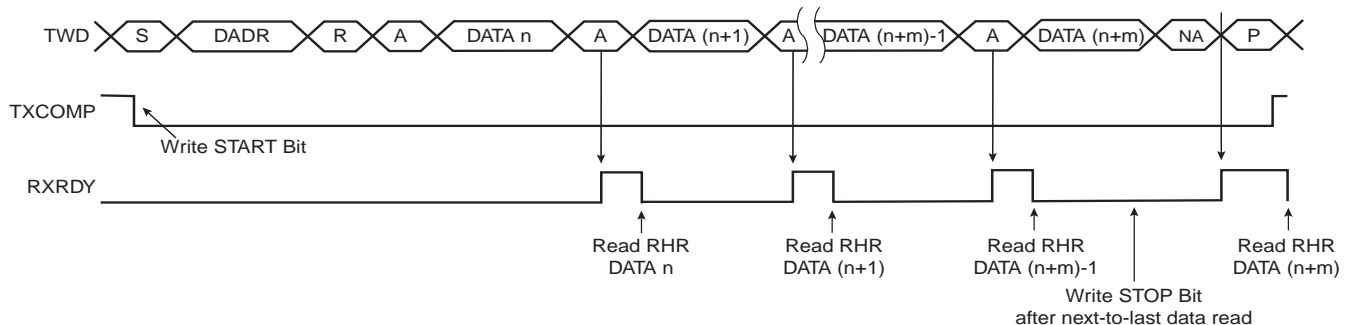 TWD S DADR R A DATA n A DATA (n+1) A DATA (n+m)-1 A DATA (n+m) NA P
TXCOMP
Write START Bit
RXRDY
Read RHR Read RHR Read RHR Read RHR
DATA n DATA (n+1) DATA (n+m)-1 DATA (n+m)
Write STOP Bit
after next-to-last data read